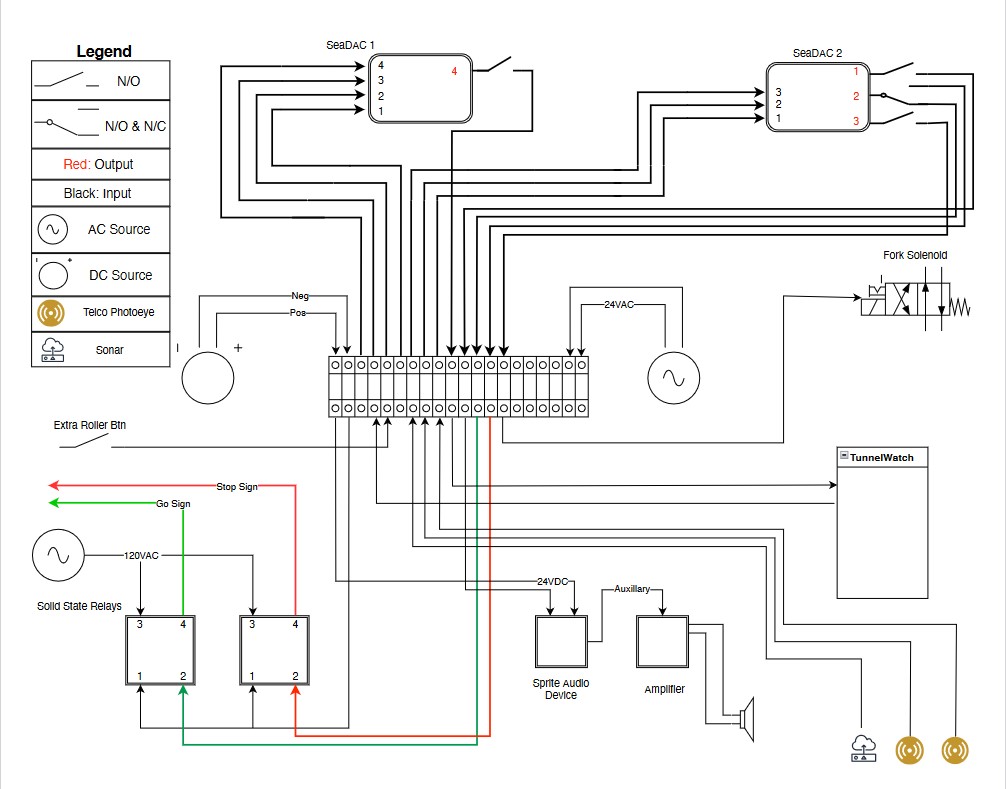 Legend
N/O
N/O & N/C
Red: Output
Black: Input
AC Source
DC Source
Telco Photoeye
Sonar
SeaDAC 1
4
3
2
1
4
SeaDAC 2
1
3
2
2
1
3
Fork Solenoid
Neg
Pos
24VAC
Extra Roller Btn
TunnelWatch
Stop Sign
Go Sign
120VAC
Solid State Relays
3 4
1 2
3 4
1 2
24VDC
Auxillary
Sprite Audio
Device
Amplifier